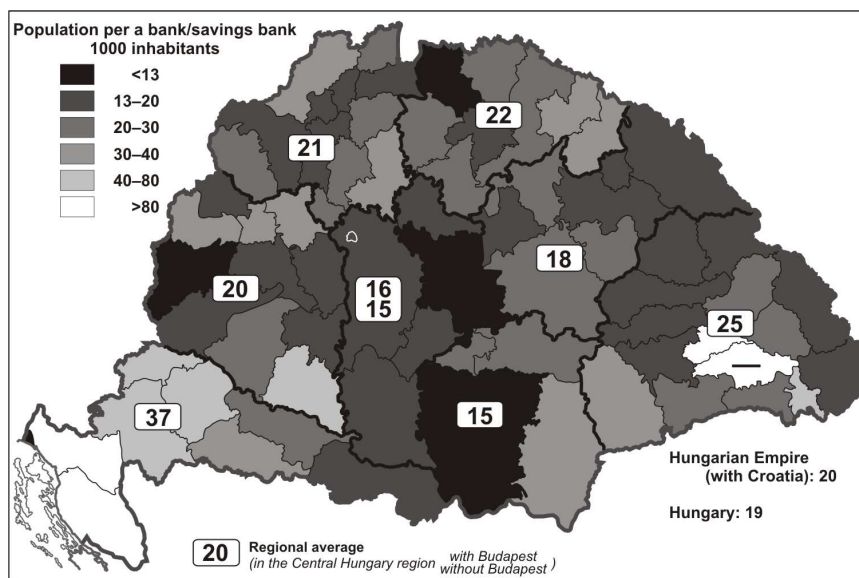 Population per a bank/savings bank
1000 inhabitants
<13
13–20
20–30
30–40
40–80
>80
22
21
18
20
16
15
25
37
15
Hungarian Empire
(with Croatia): 20
Hungary: 19
20
Regional average
(in the Central Hungary region with Budapest
without Budapest )